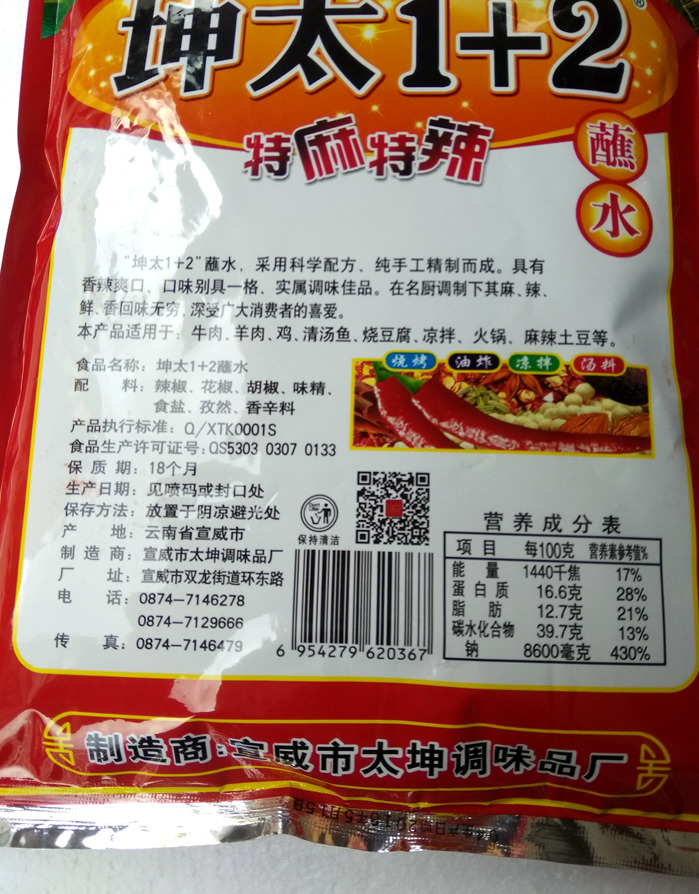 坤太1+2®
特麻特辣
蘸水
“坤太1+2”蘸水，采用科学配方、纯手工精制而成。具有
香辣爽口、口味别具一格、实属调味佳品。在名厨调制下其麻、辣、
鲜、香回味无穷，深受广大消费者的喜爱。
本产品适用于：牛肉、羊肉、鸡、清汤鱼、烧豆腐、凉拌、火锅、麻辣土豆等。
烧烤 油炸 凉拌 汤料
食品名称：坤太1+2蘸水
配 料：辣椒、花椒、胡椒、味精、
食盐、孜然、香辛料
产品执行标准：Q/XTK0001S
食品生产许可证号：QS5303 0307 0133
保 质 期：18个月
生产日期：见喷码或封口处
保存方法：放置于阴凉避光处
产 地：云南省宣威市
制 造 商：宣威市太坤调味品厂
厂 址：宣威市双龙街道环东路
电 话：0874-7146278
0874-7129666
传 真：0874-7146479
保持清洁
6 954279 620367
营养成分表
项 目 每100克 营养素参考值%
能 量 1440千焦 17%
蛋白质 16.6克 28%
脂 肪 12.7克 21%
碳水化合物 39.7克 13%
钠 8600毫克 430%
制造商：宣威市太坤调味品厂